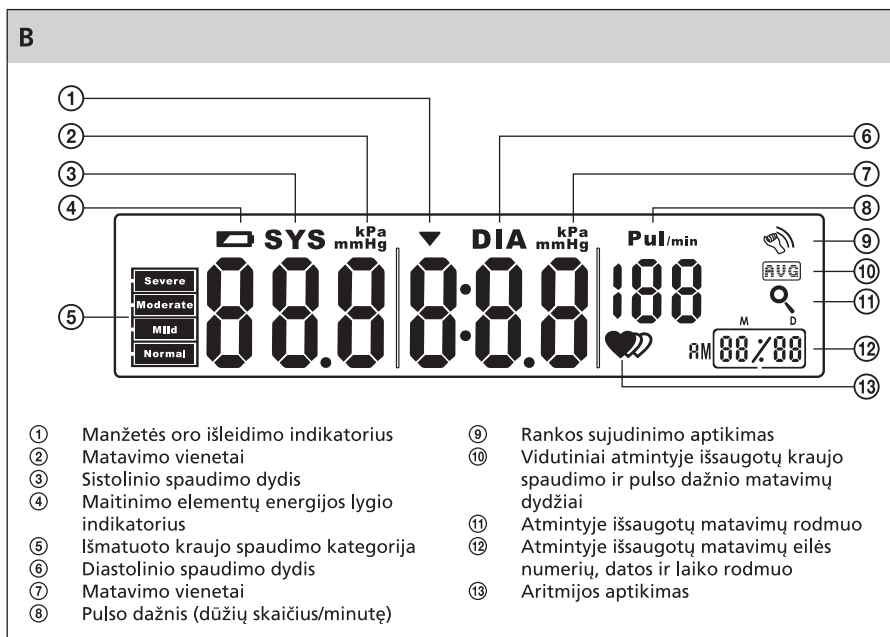 B
①
②
③
④
⑤
⑥
⑦
⑧
⑨
⑩
⑪
⑫
⑬
SYS kPa mmHg DIA kPa mmHg Pul/min
Severe
Moderate
Mild
Normal
88.8 8:8.8 188
AVG
M D
AM 88/88
① Manžetės oro išleidimo indikatorius
② Matavimo vienetai
③ Sistolinio spaudimo dydis
④ Maitinimo elementų energijos lygio
indikatorius
⑤ Išmatuoto kraujo spaudimo kategorija
⑥ Diastolinio spaudimo dydis
⑦ Matavimo vienetai
⑧ Pulso dažnis (dūžių skaičius/minutę)
⑨ Rankos sujudinimo aptikimas
⑩ Vidutiniai atmintyje išsaugotų kraujo
spaudimo ir pulso dažnio matavimų
dydžiai
⑪ Atmintyje išsaugotų matavimų rodmuo
⑫ Atmintyje išsaugotų matavimų eilės
numerių, datos ir laiko rodmuo
⑬ Aritmijos aptikimas